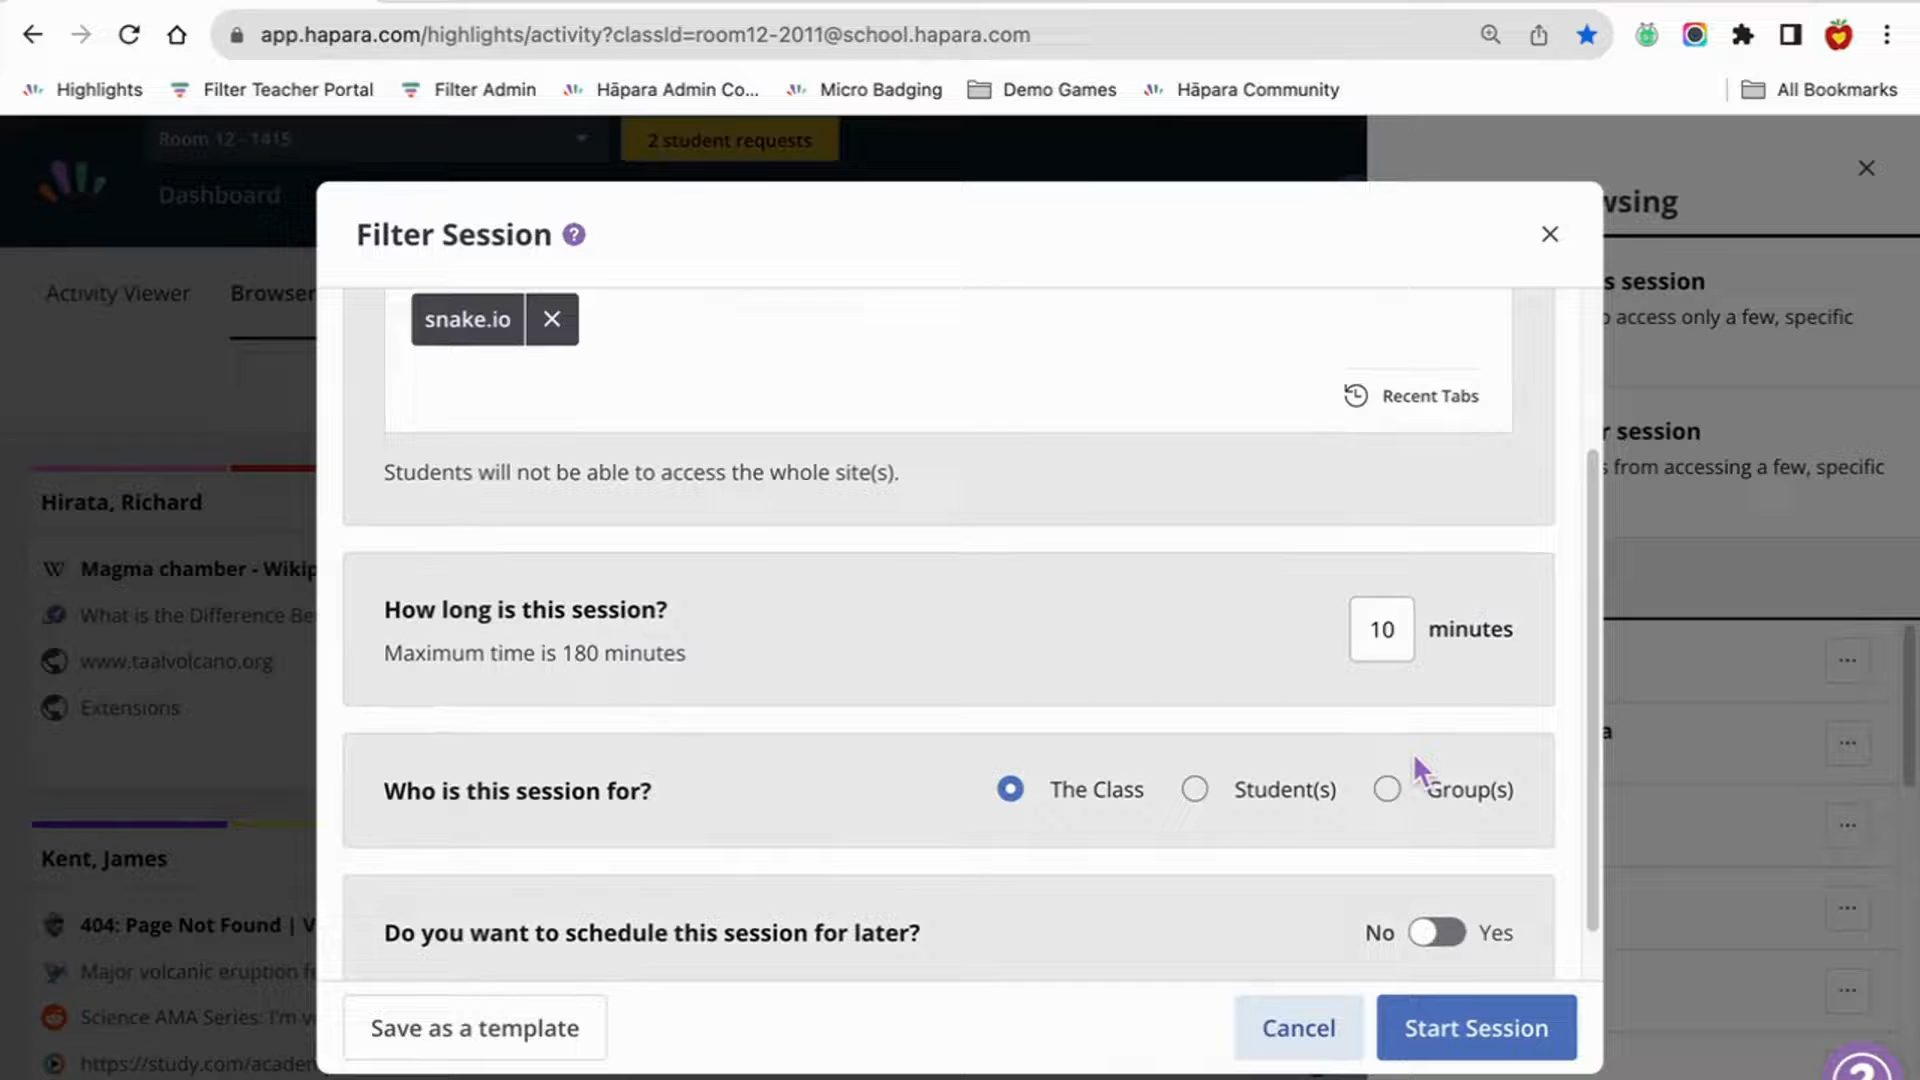 app.hapara.com/highlights/activity?classId=room12-2011@school.hapara.com
Highlights
Filter Teacher Portal
Filter Admin
Hāpara Admin Co...
Micro Badging
Demo Games
Hāpara Community
All Bookmarks
Room 12 - 1415
2 student requests
Dashboard
wsing
Filter Session ?
s session
o access only a few, specific
Activity Viewer
Browser
snake.io
Recent Tabs
r session
s from accessing a few, specific
Students will not be able to access the whole site(s).
Hirata, Richard
Magma chamber - Wikip
What is the Difference Be
www.taalvolcano.org
Extensions
How long is this session?
Maximum time is 180 minutes
10 minutes
a
Who is this session for?
The Class
Student(s)
Group(s)
Kent, James
404: Page Not Found | V
Major volcanic eruption f
Science AMA Series: I'm v
https://study.com/academ
Do you want to schedule this session for later?
No
Yes
Save as a template
Cancel
Start Session
?